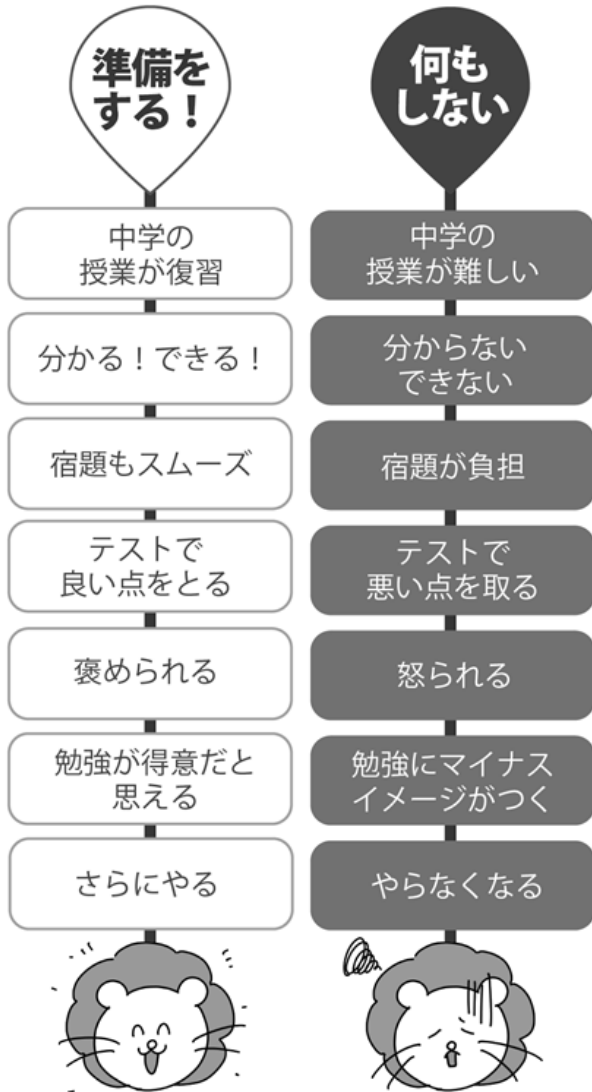 準備を
する！
中学の
授業が復習
分かる！できる！
宿題もスムーズ
テストで
良い点をとる
褒められる
勉強が得意だと
思える
さらにやる
何も
しない
中学の
授業が難しい
分からない
できない
宿題が負担
テストで
悪い点を取る
怒られる
勉強にマイナス
イメージがつく
やらなくなる